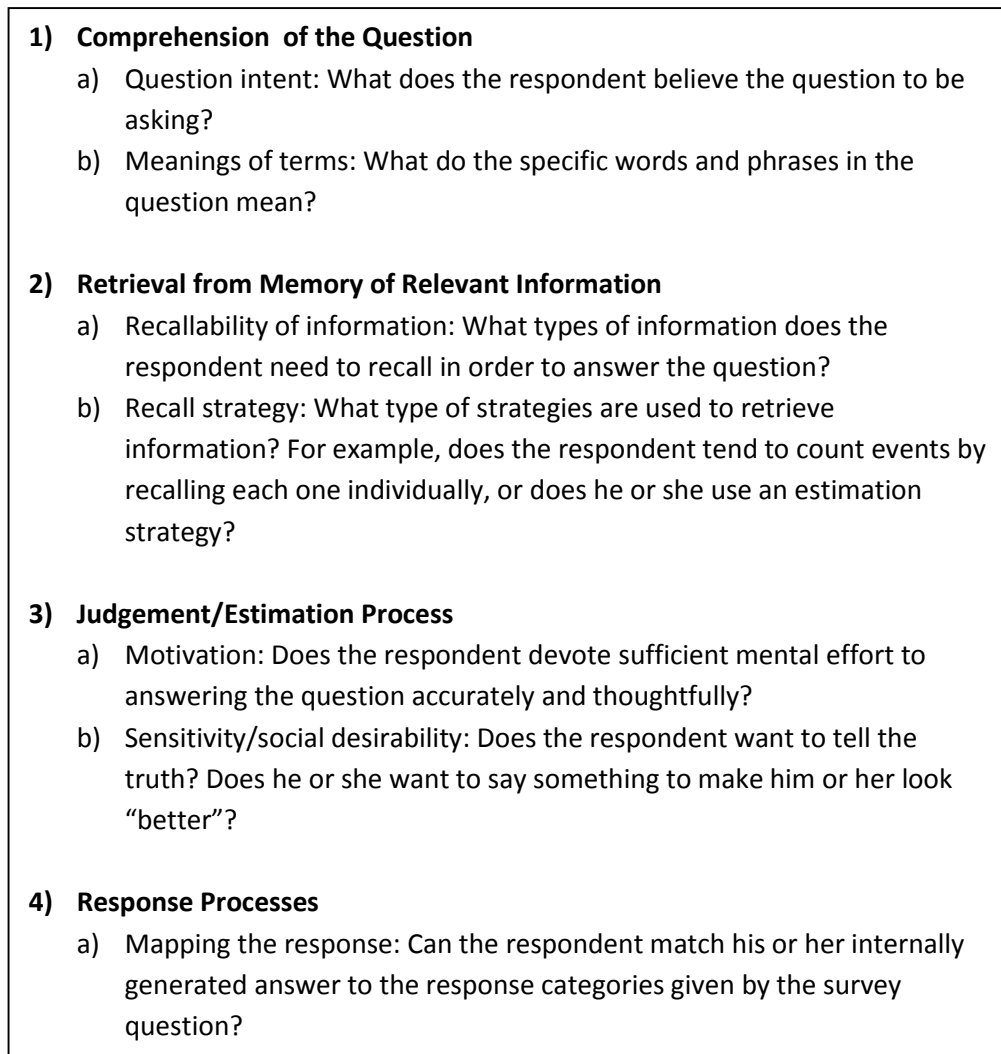 1) Comprehension of the Question
a) Question intent: What does the respondent believe the question to be
asking?
b) Meanings of terms: What do the specific words and phrases in the
question mean?
2) Retrieval from Memory of Relevant Information
a) Recallability of information: What types of information does the
respondent need to recall in order to answer the question?
b) Recall strategy: What type of strategies are used to retrieve
information? For example, does the respondent tend to count events by
recalling each one individually, or does he or she use an estimation
strategy?
3) Judgement/Estimation Process
a) Motivation: Does the respondent devote sufficient mental effort to
answering the question accurately and thoughtfully?
b) Sensitivity/social desirability: Does the respondent want to tell the
truth? Does he or she want to say something to make him or her look
“better”?
4) Response Processes
a) Mapping the response: Can the respondent match his or her internally
generated answer to the response categories given by the survey
question?